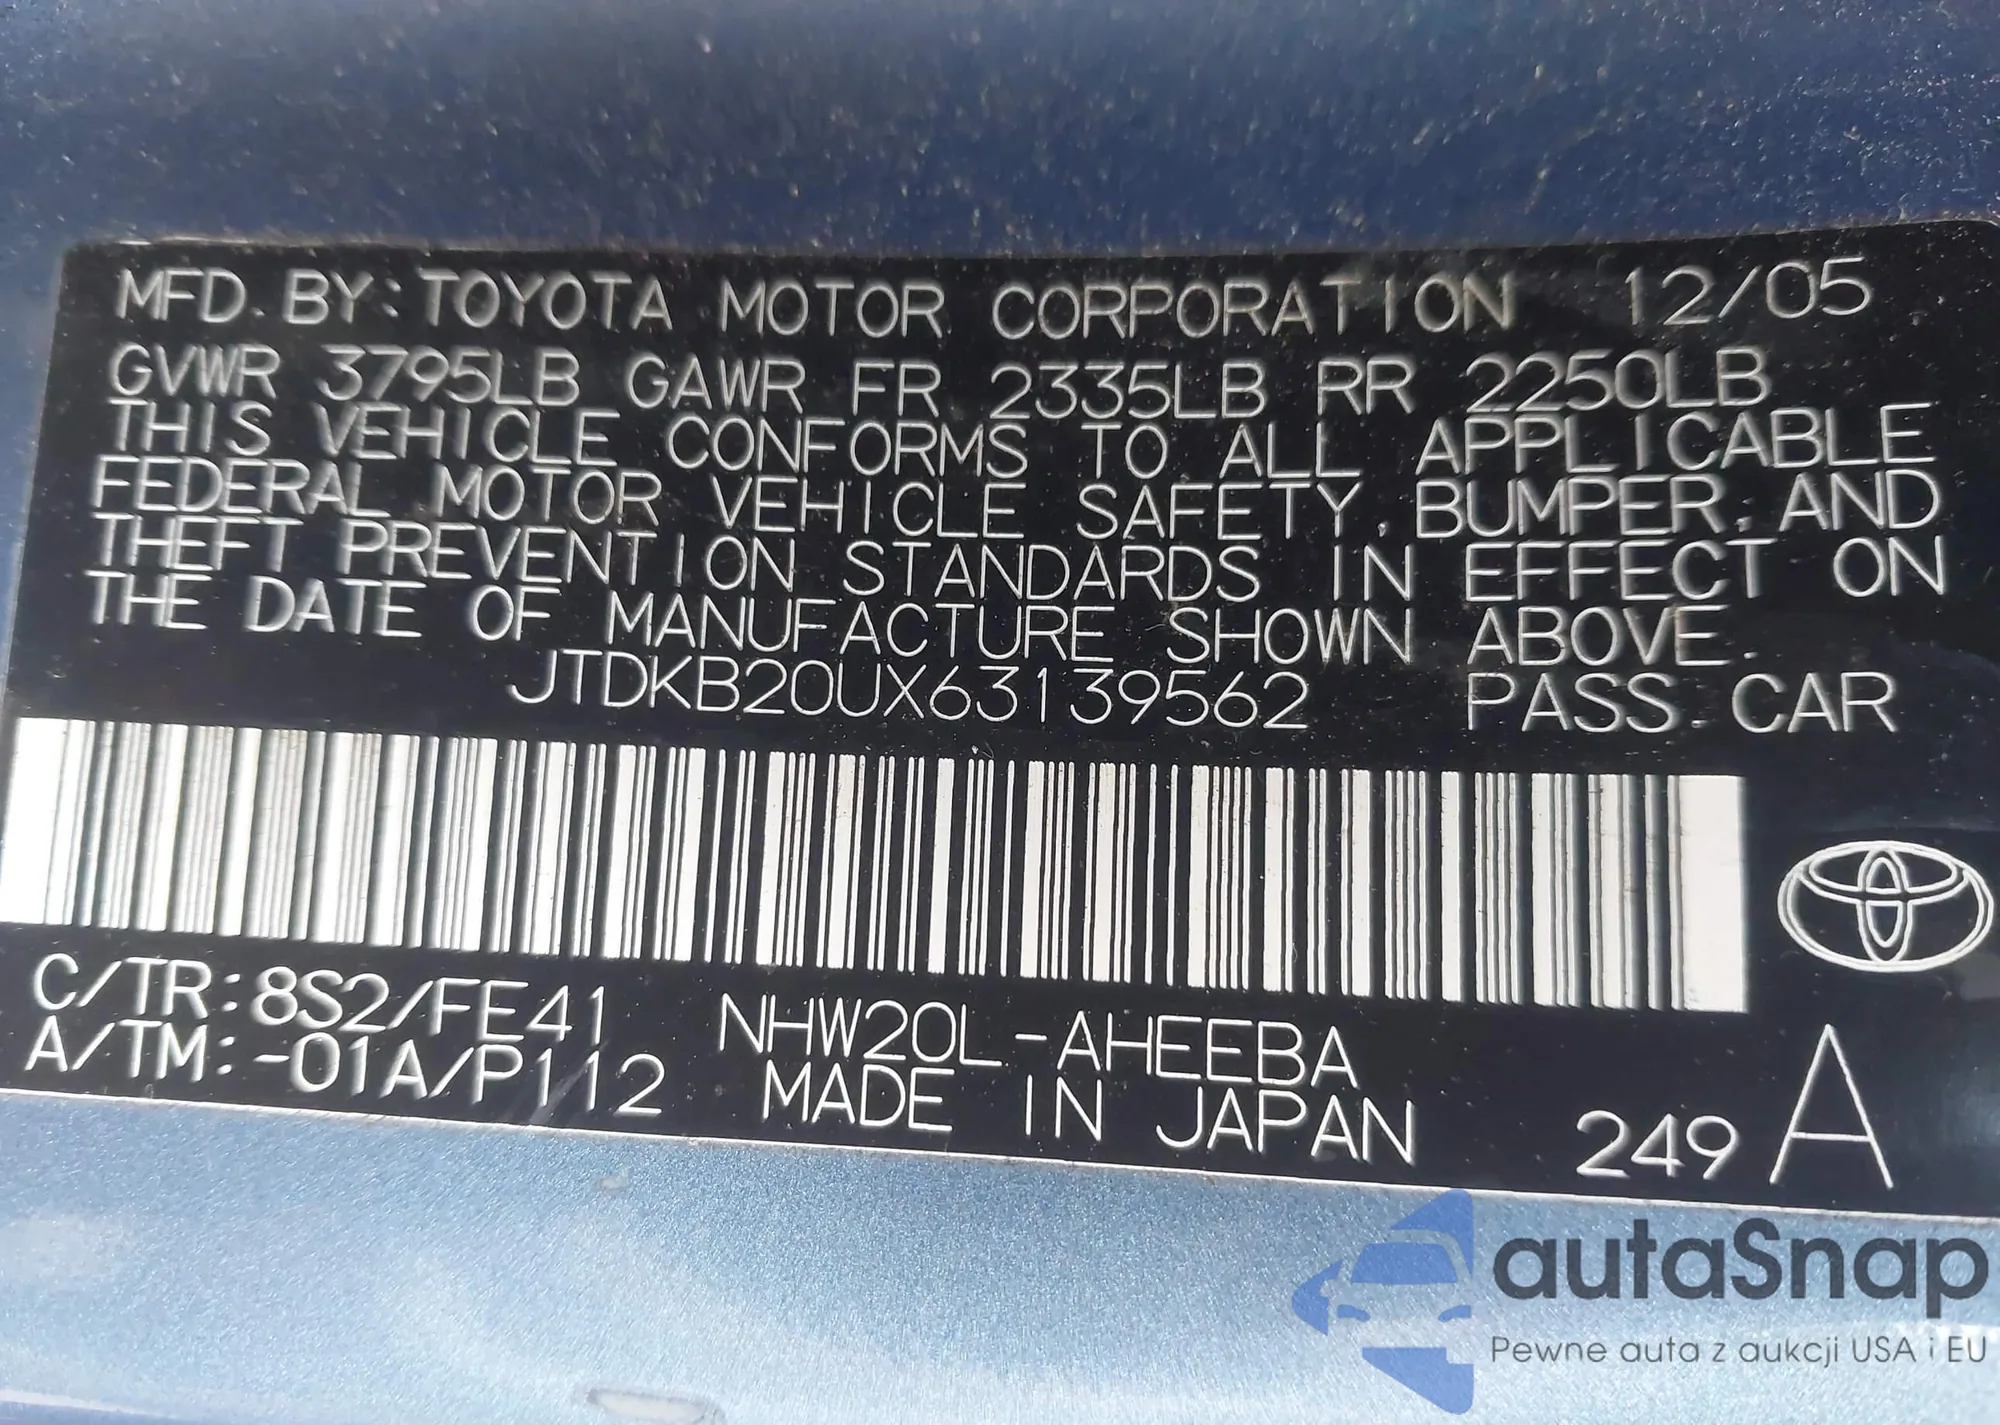 MFD. BY: TOYOTA MOTOR CORPORATION 12/05
GVWR 3795LB GAWR FR 2335LB RR 2250LB
THIS VEHICLE CONFORMS TO ALL APPLICABLE
FEDERAL MOTOR VEHICLE SAFETY, BUMPER, AND
THEFT PREVENTION STANDARDS IN EFFECT ON
THE DATE OF MANUFACTURE SHOWN ABOVE.
JTDKB20UX63139562 PASS. CAR
C/TR:8S2/FE41 NHW20L-AHEEBA
A/TM:-01A/P112 MADE IN JAPAN 249 A
autaSnap
Pewne auta z aukcji USA i EU